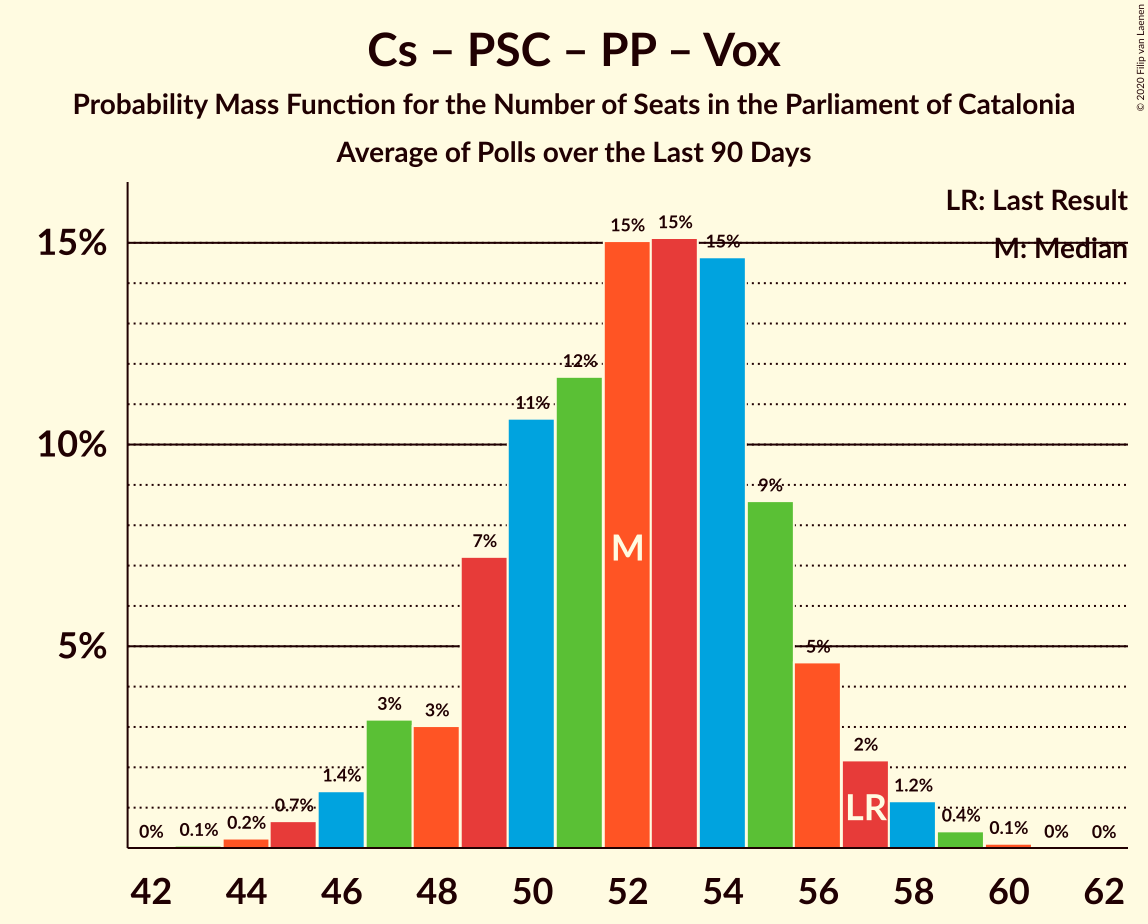 Cs – PSC – PP – Vox
Probability Mass Function for the Number of Seats in the Parliament of Catalonia
Average of Polls over the Last 90 Days
© 2020 Filip van Laenen
LR: Last Result
M: Median
15%
10%
5%
0%
0.1%
0.2%
0.7%
1.4%
3%
3%
7%
11%
12%
15%
15%
15%
9%
5%
2%
1.2%
0.4%
0.1%
0%
0%
M
LR
42 44 46 48 50 52 54 56 58 60 62